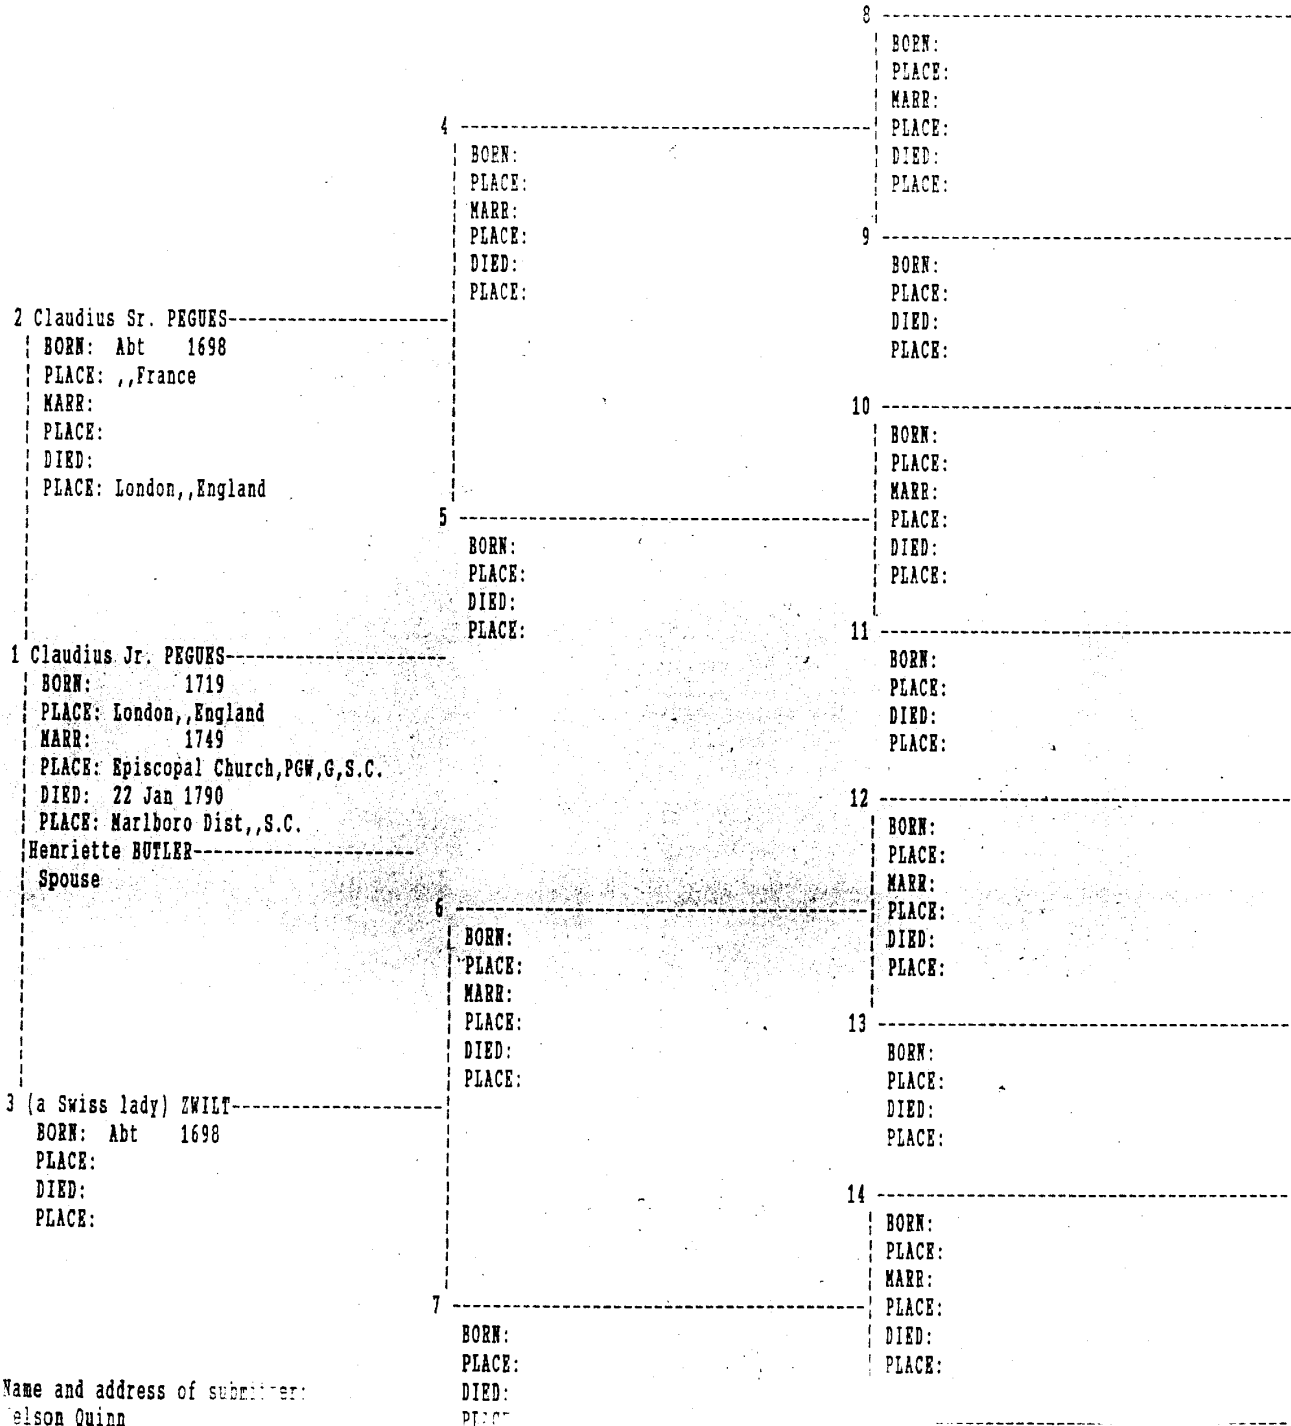 8
BORN:
PLACE:
MARR:
PLACE:
DIED:
PLACE:
4
BORN:
PLACE:
MARR:
PLACE:
DIED:
PLACE:
9
BORN:
PLACE:
DIED:
PLACE:
2 Claudius Sr. PEGUES
BORN: Abt 1698
PLACE: ,,France
MARR:
PLACE:
DIED:
PLACE: London,,England
10
BORN:
PLACE:
MARR:
PLACE:
DIED:
PLACE:
5
BORN:
PLACE:
DIED:
PLACE:
11
BORN:
PLACE:
DIED:
PLACE:
1 Claudius Jr. PEGUES
BORN: 1719
PLACE: London,,England
MARR: 1749
PLACE: Episcopal Church,PGW,G,S.C.
DIED: 22 Jan 1790
PLACE: Marlboro Dist,,S.C.
Henriette BUTLER
Spouse
12
BORN:
PLACE:
MARR:
PLACE:
DIED:
PLACE:
6
BORN:
PLACE:
MARR:
PLACE:
DIED:
PLACE:
13
BORN:
PLACE:
DIED:
PLACE:
3 (a Swiss lady) ZWILT
BORN: Abt 1698
PLACE:
DIED:
PLACE:
14
BORN:
PLACE:
MARR:
PLACE:
DIED:
PLACE:
7
BORN:
PLACE:
DIED:
Name and address of submitter:
elson Quinn